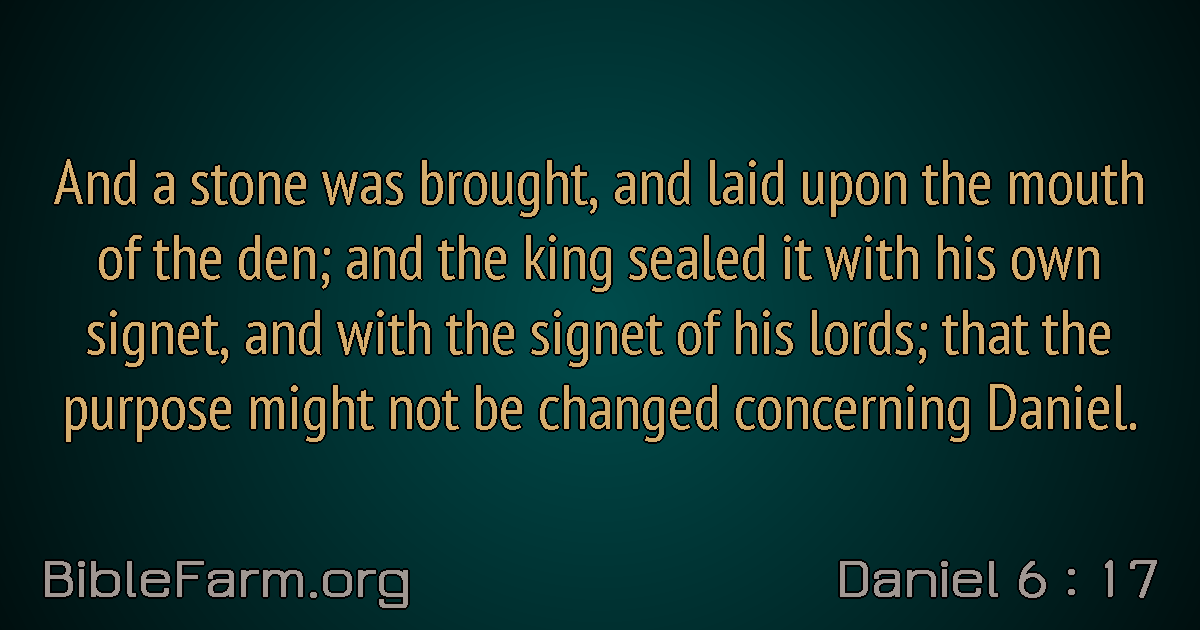 And a stone was brought, and laid upon the mouth
of the den; and the king sealed it with his own
signet, and with the signet of his lords; that the
purpose might not be changed concerning Daniel.
BibleFarm.org
Daniel 6 : 17